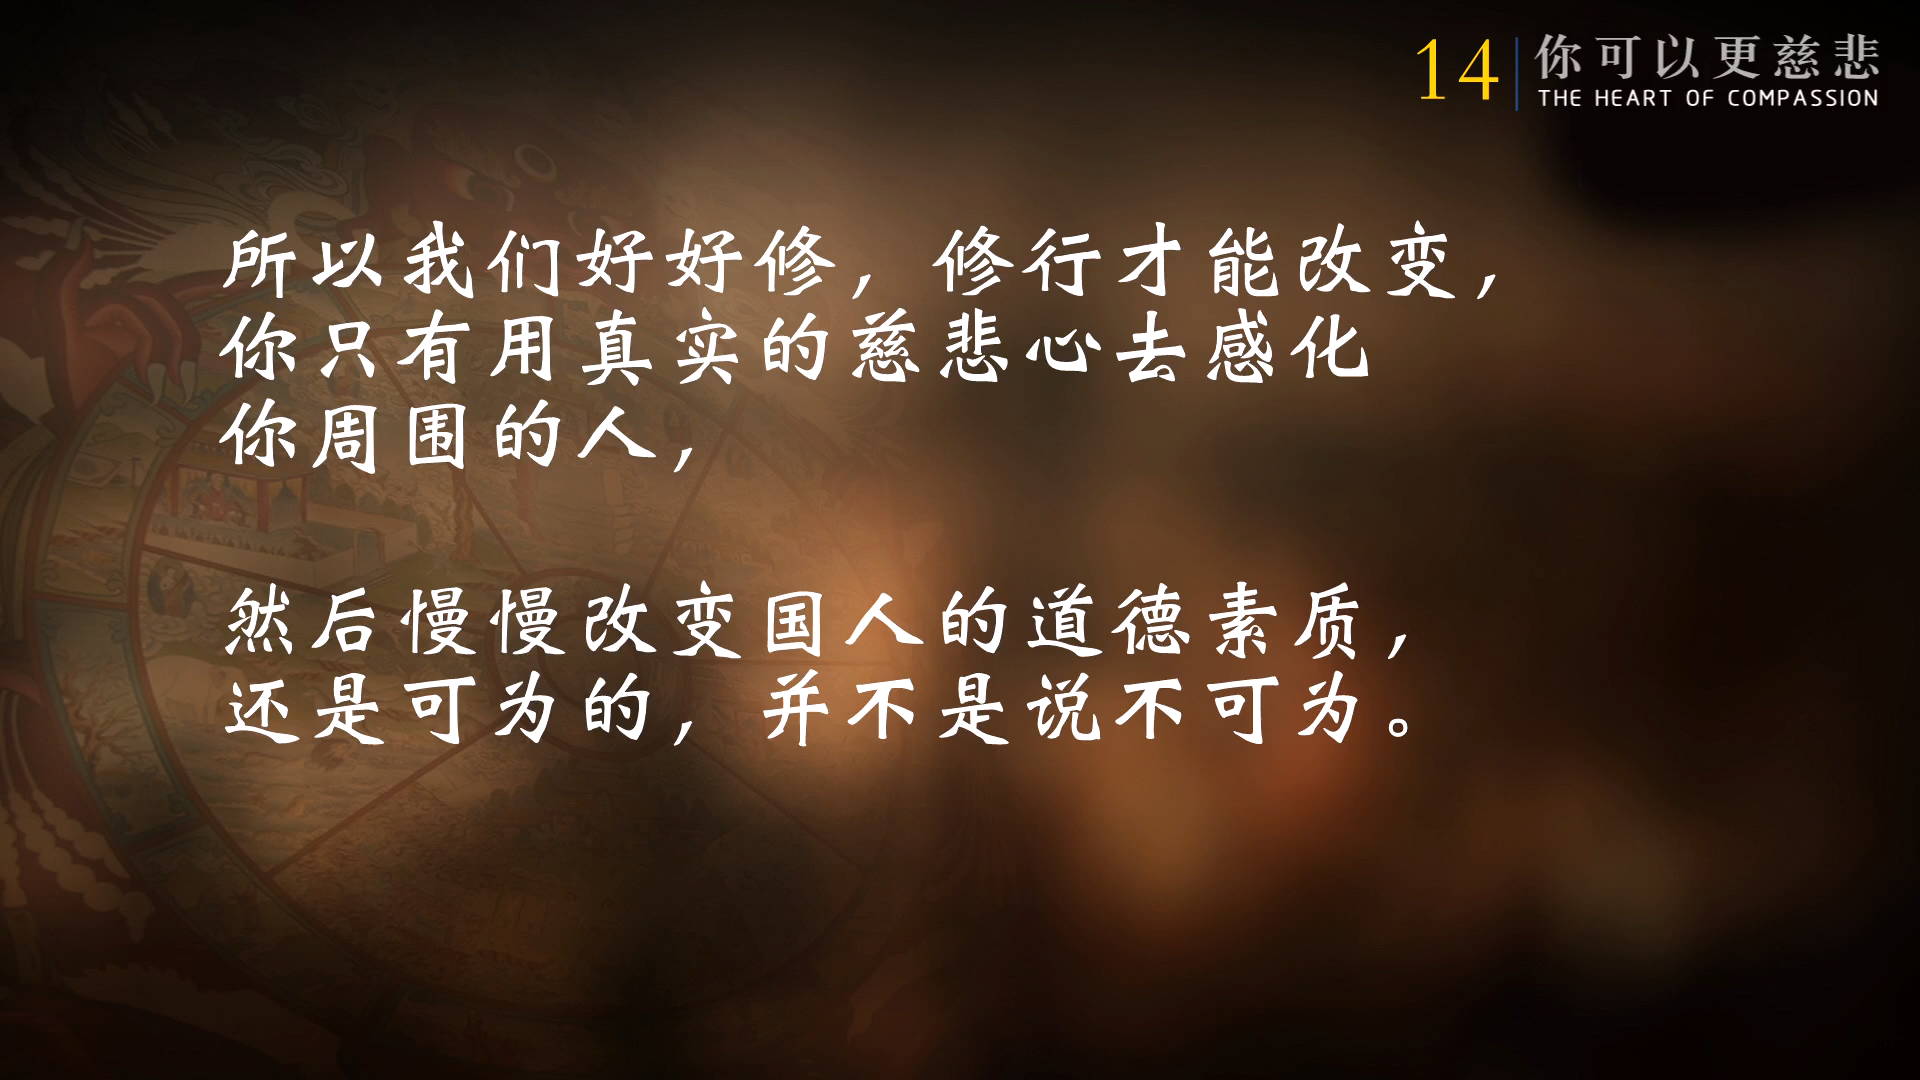 14
你可以更慈悲
THE HEART OF COMPASSION
所以我们好好修，修行才能改变，
你只有用真实的慈悲心去感化
你周围的人，
然后慢慢改变国人的道德素质，
还是可为的，并不是说不可为。